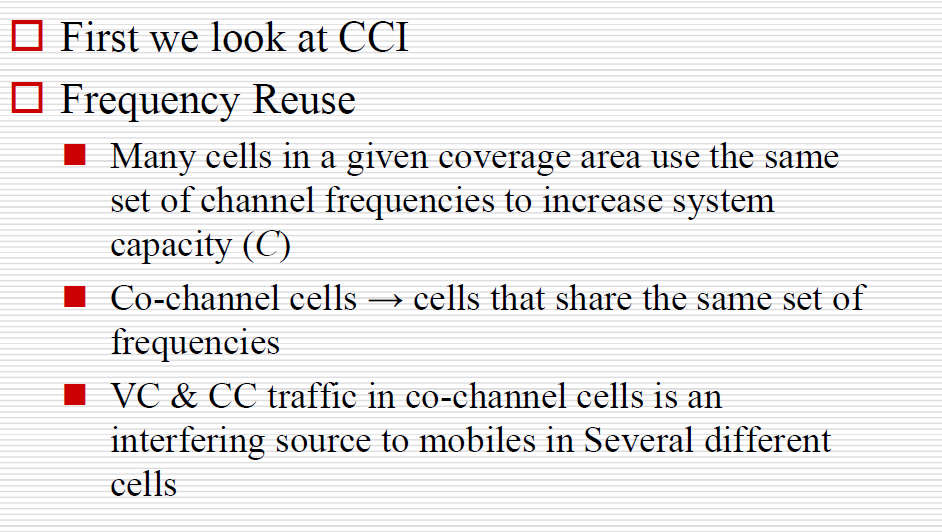 First we look at CCI
Frequency Reuse
Many cells in a given coverage area use the same
set of channel frequencies to increase system
capacity (C)
Co-channel cells → cells that share the same set of
frequencies
VC & CC traffic in co-channel cells is an
interfering source to mobiles in Several different
cells